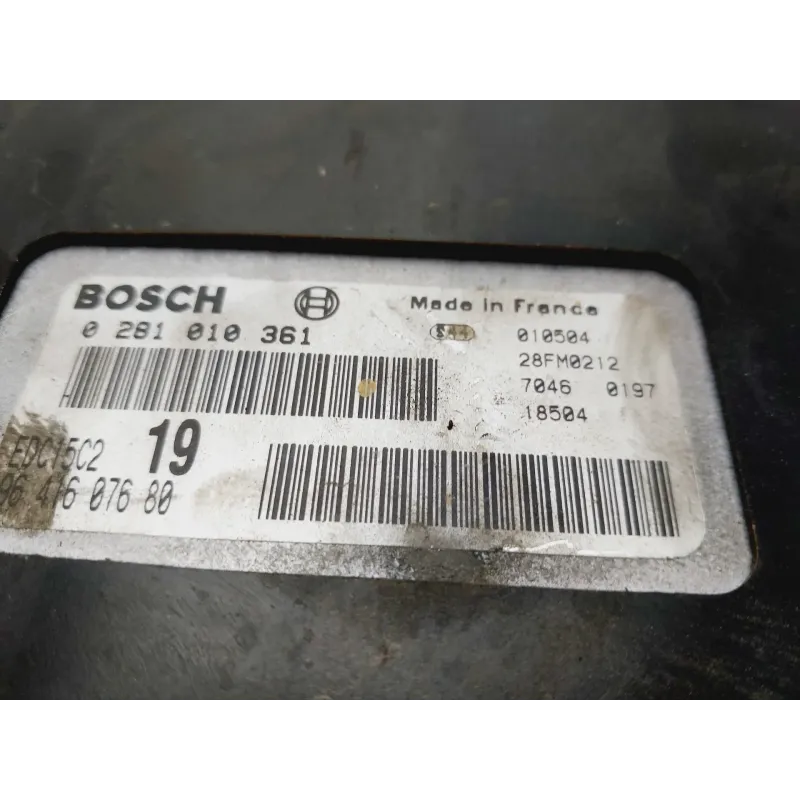 BOSCH Made in France
0 281 010 361 S44 010504
28FM0212
7046 0197
18504
EDC15C2 19
96 416 076 80